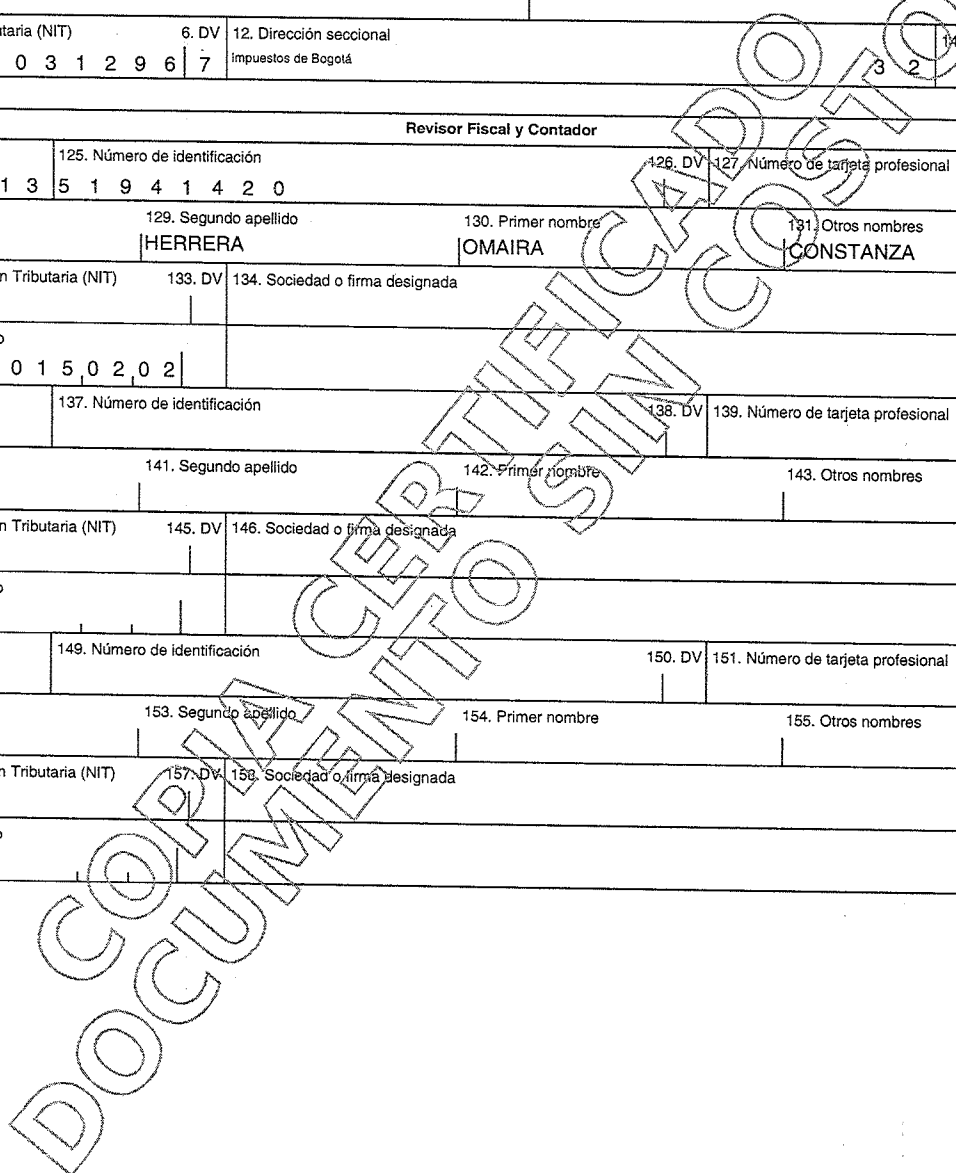 utaria (NIT) 6. DV 12. Dirección seccional
0 3 1 2 9 6 7 Impuestos de Bogotá 3 2 14
Revisor Fiscal y Contador
125. Número de identificación 126. DV 127. Número de tarjeta profesional
1 3 5 1 9 4 1 4 2 0
129. Segundo apellido 130. Primer nombre 131. Otros nombres
HERRERA OMAIRA CONSTANZA
n Tributaria (NIT) 133. DV 134. Sociedad o firma designada
o
0 1 5 0 2 0 2
137. Número de identificación 138. DV 139. Número de tarjeta profesional
141. Segundo apellido 142. Primer nombre 143. Otros nombres
n Tributaria (NIT) 145. DV 146. Sociedad o firma designada
o
149. Número de identificación 150. DV 151. Número de tarjeta profesional
153. Segundo apellido 154. Primer nombre 155. Otros nombres
n Tributaria (NIT) 157. DV 158. Sociedad o firma designada
o
COPIA CERTIFICADO
DOCUMENTO SIN COSTO